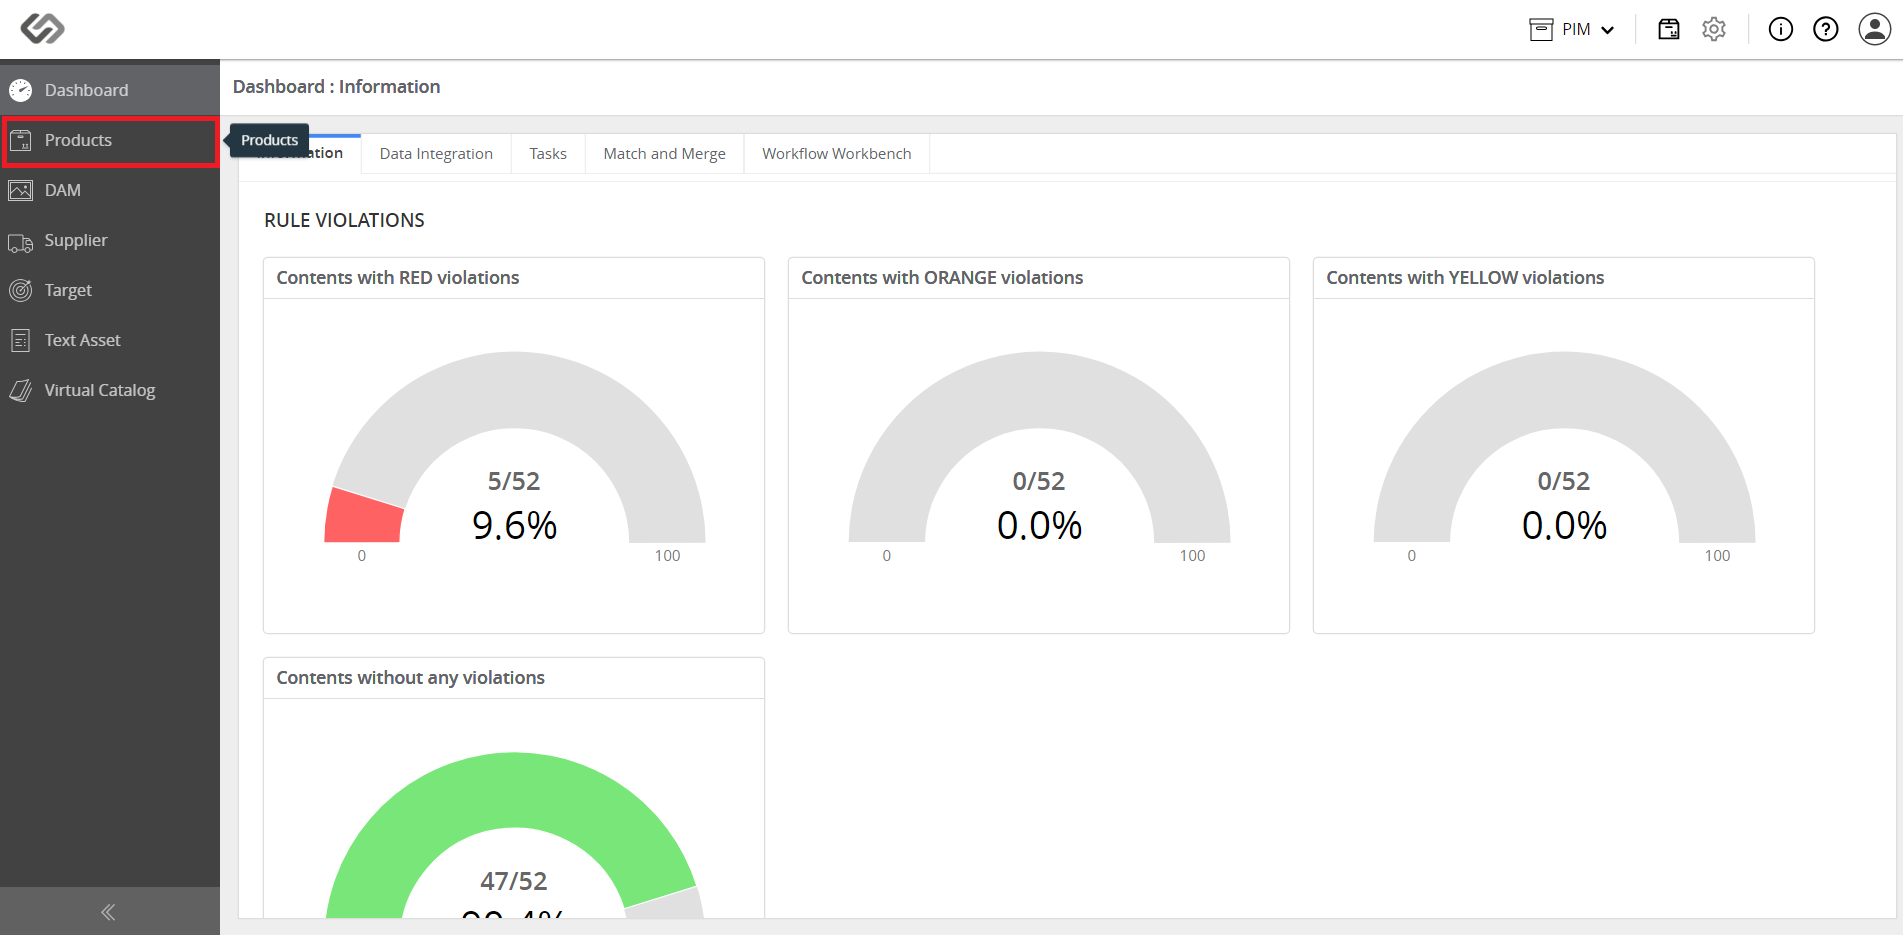 PIM
Dashboard
Products
DAM
Supplier
Target
Text Asset
Virtual Catalog
Dashboard : Information
Products
Data Integration
Tasks
Match and Merge
Workflow Workbench
RULE VIOLATIONS
Contents with RED violations
5/52
9.6%
0
100
Contents with ORANGE violations
0/52
0.0%
0
100
Contents with YELLOW violations
0/52
0.0%
0
100
Contents without any violations
47/52